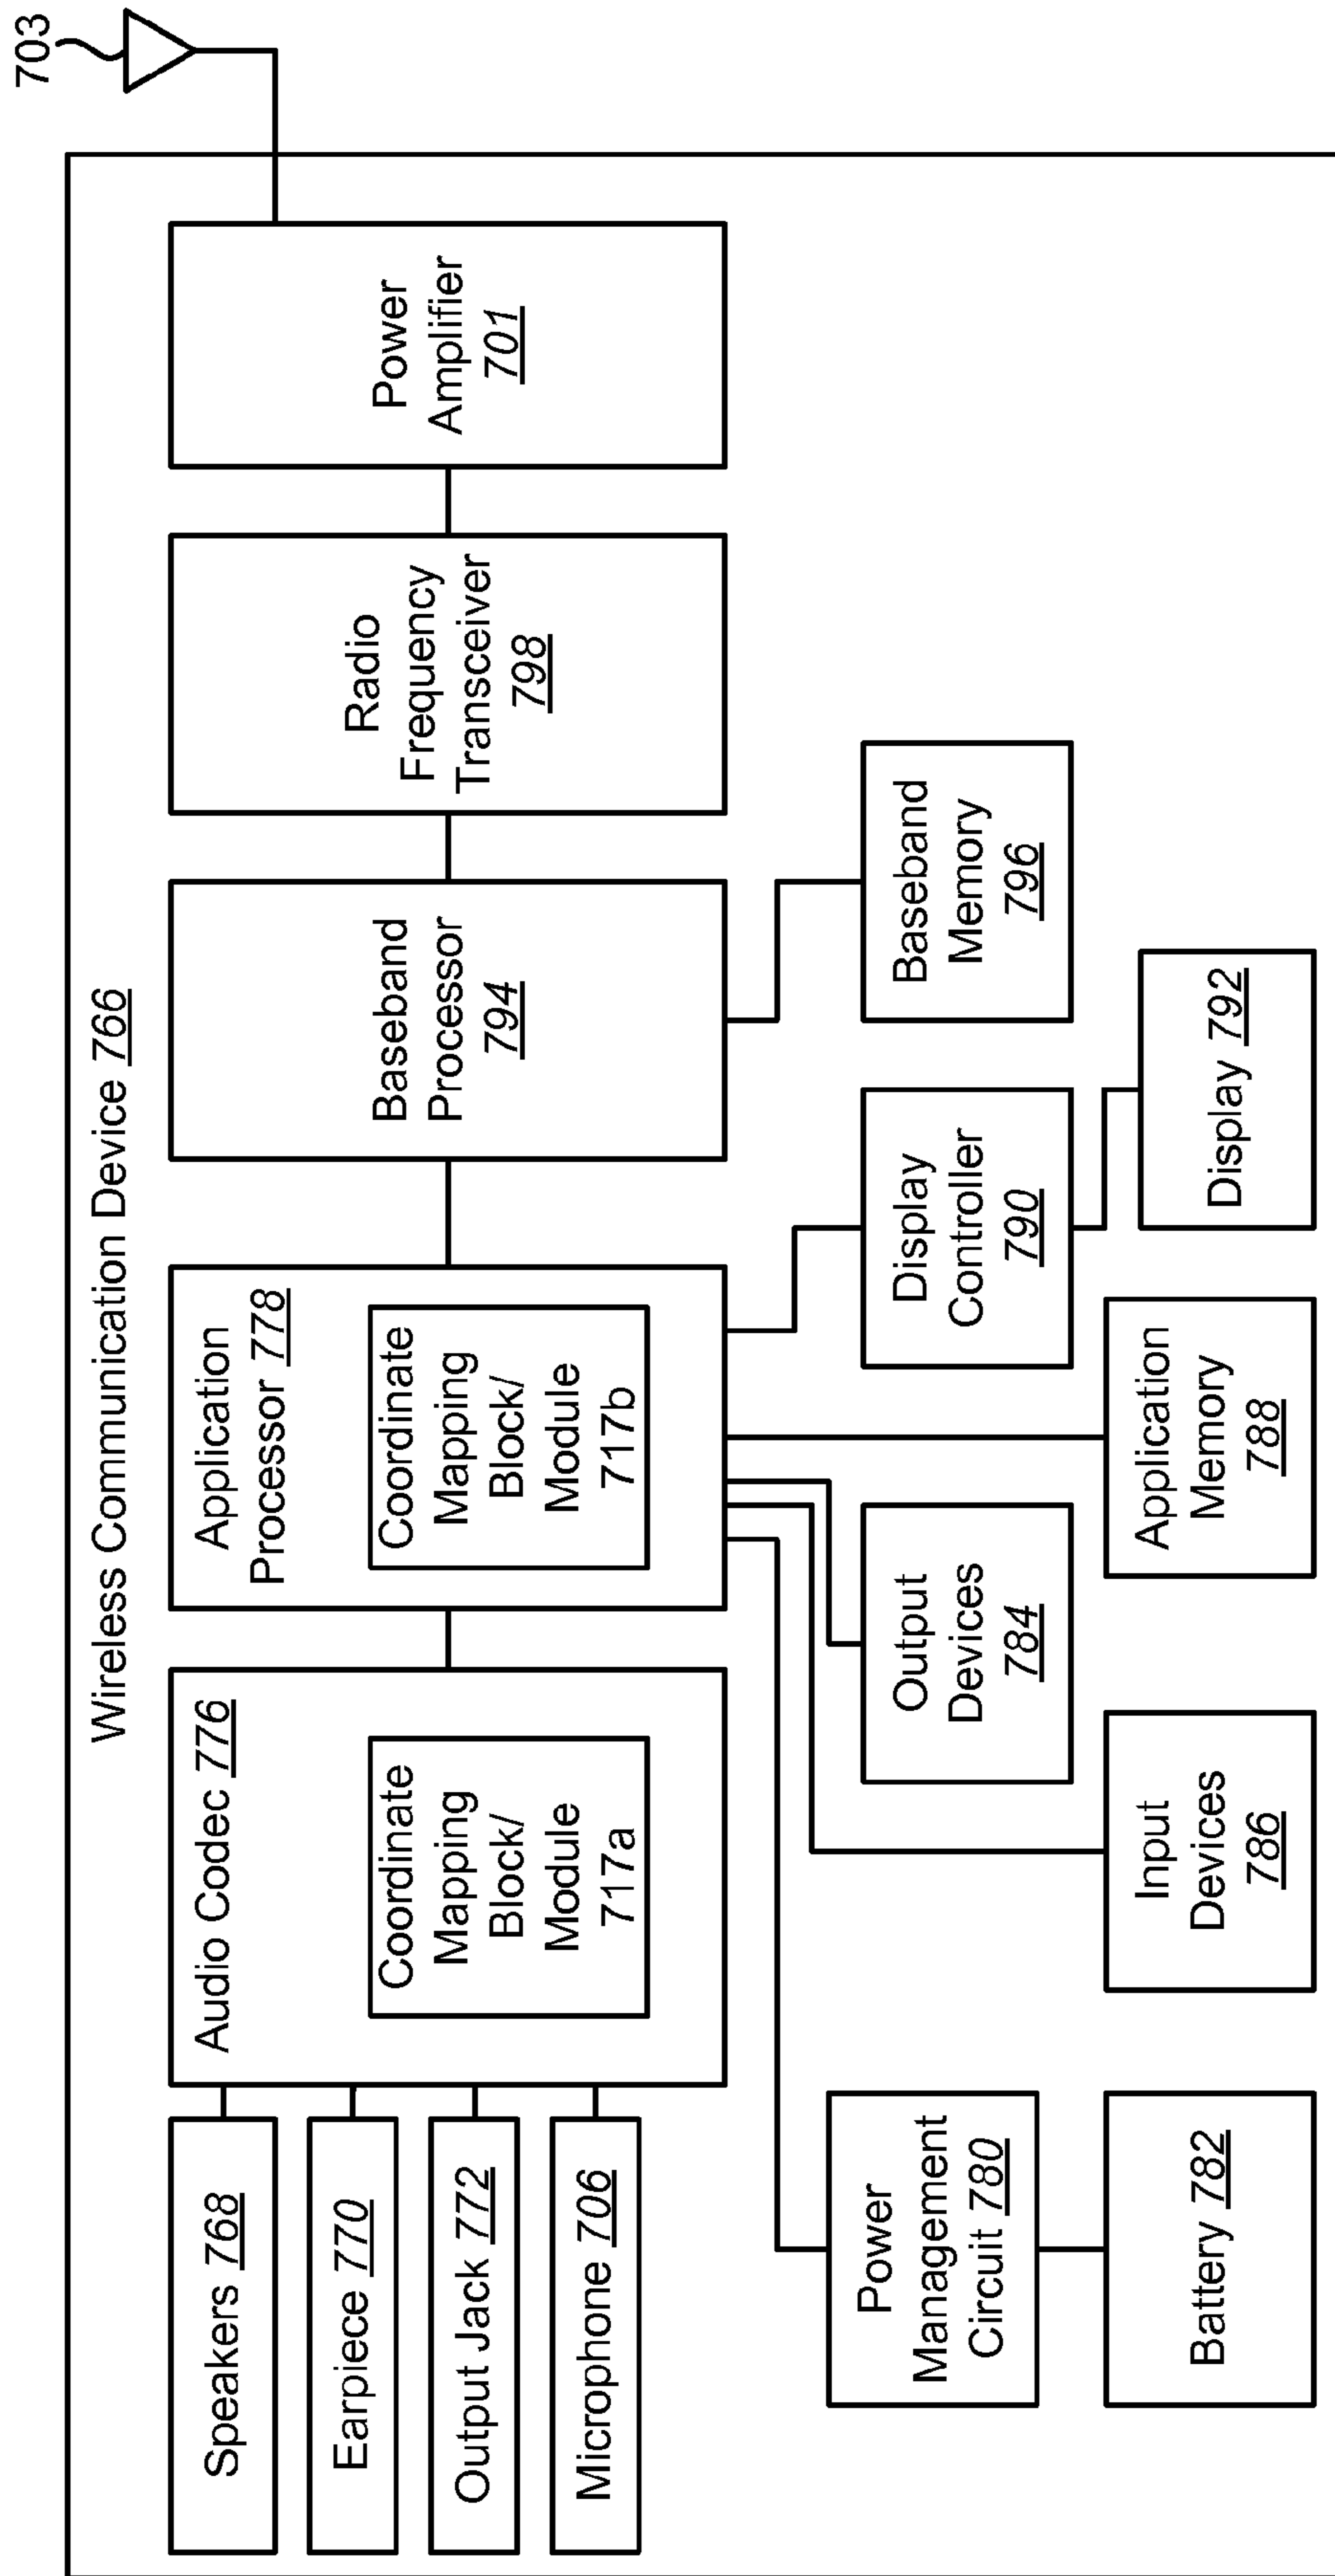 703
Wireless Communication Device 766
Speakers 768
Earpiece 770
Output Jack 772
Microphone 706
Audio Codec 776
Coordinate
Mapping
Block/
Module
717a
Application
Processor 778
Coordinate
Mapping
Block/
Module
717b
Baseband
Processor
794
Radio
Frequency
Transceiver
798
Power
Amplifier
701
Power
Management
Circuit 780
Battery 782
Input
Devices
786
Output
Devices
784
Application
Memory
788
Display
Controller
790
Display 792
Baseband
Memory
796